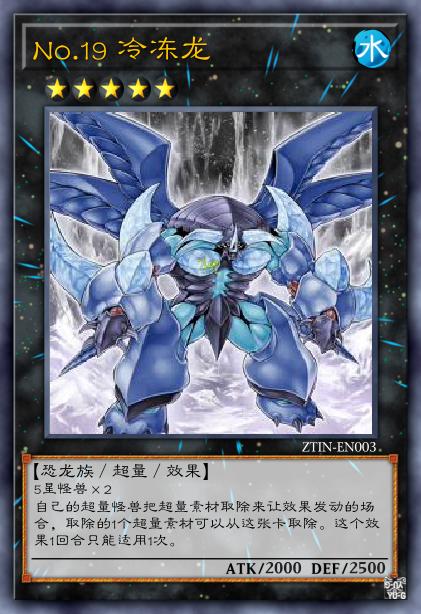 No.19 冷冻龙
水
ZTIN-EN003
【恐龙族／超量／效果】
5星怪兽×2
自己的超量怪兽把超量素材取除来让效果发动的场
合，取除的1个超量素材可以从这张卡取除。这个效
果1回合只能适用1次。
ATK/2000 DEF/2500